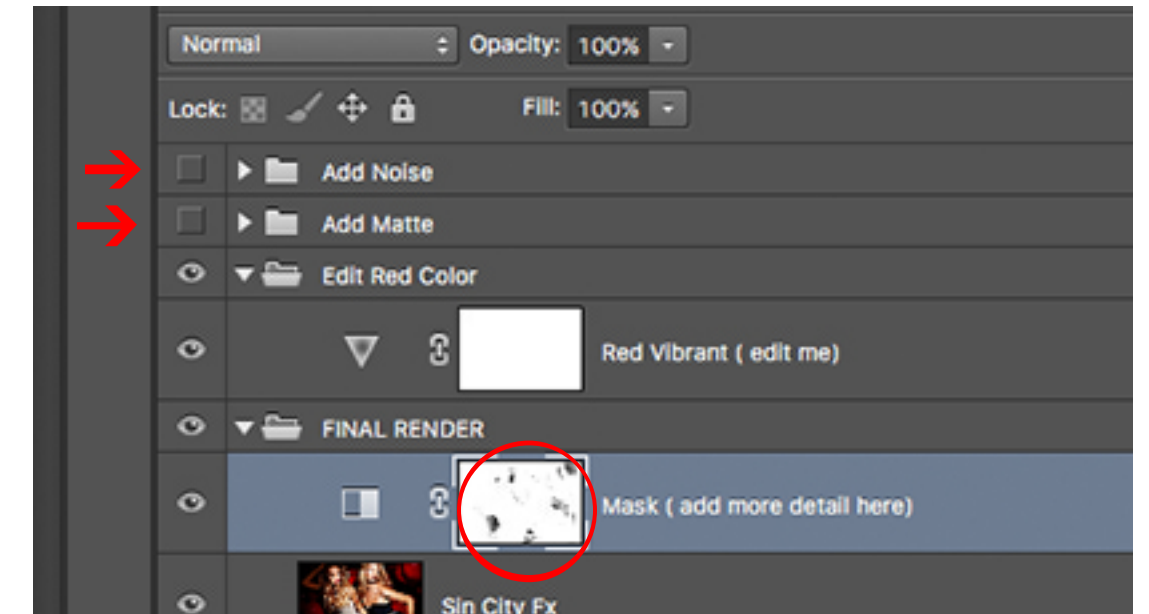 Normal Opacity: 100%
Lock: Fill: 100%
Add Noise
Add Matte
Edit Red Color
Red Vibrant ( edit me)
FINAL RENDER
Mask ( add more detail here)
Sin City Fx